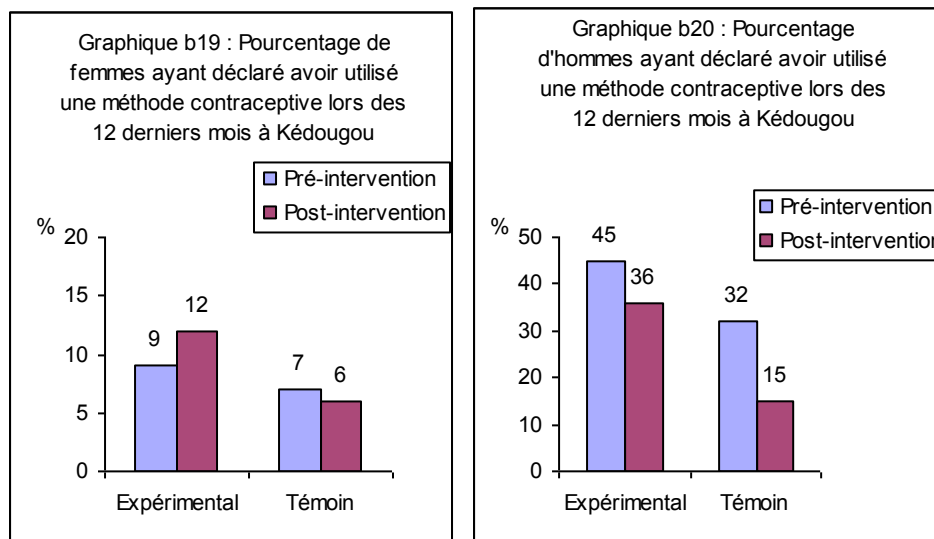 Graphique b19 : Pourcentage de
femmes ayant déclaré avoir utilisé
une méthode contraceptive lors des
12 derniers mois à Kédougou
Pré-intervention
Post-intervention
%
20
15
10
5
0
9
12
7
6
Expérimental
Témoin
Graphique b20 : Pourcentage
d'hommes ayant déclaré avoir utilisé
une méthode contraceptive lors des
12 derniers mois à Kédougou
Pré-intervention
Post-intervention
%
50
40
30
20
10
0
45
36
32
15
Expérimental
Témoin